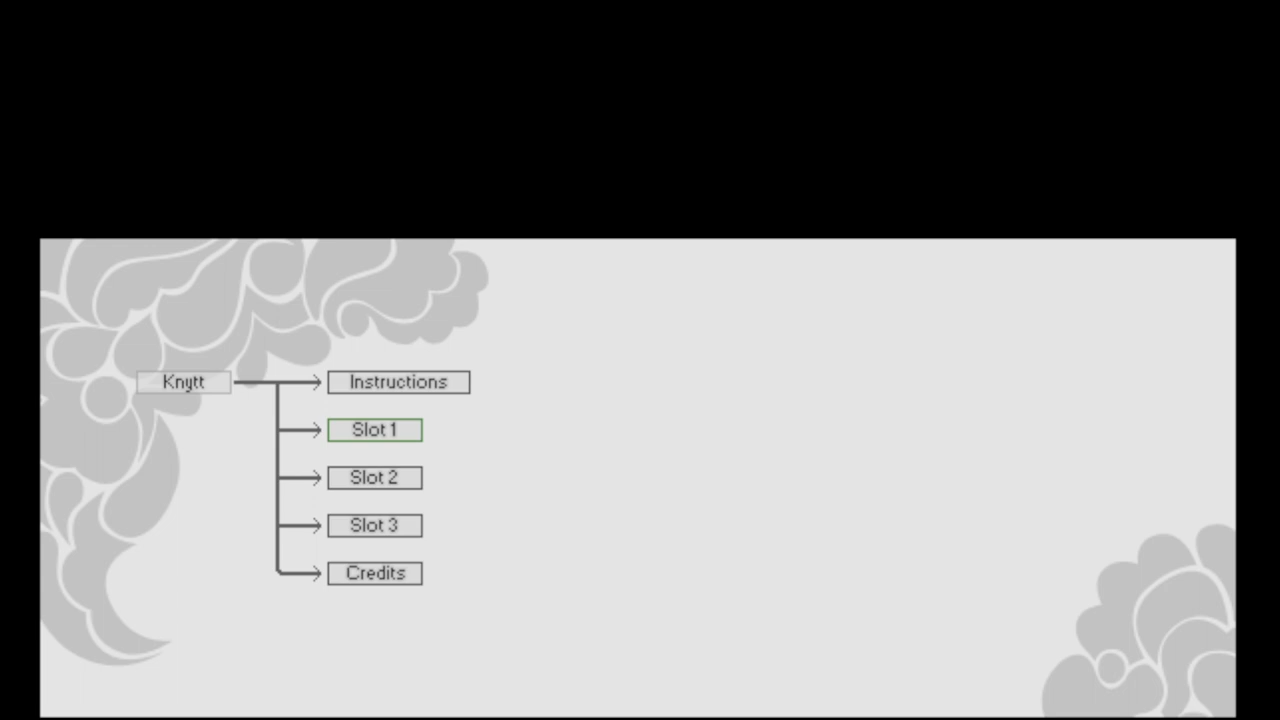 Knytt
Instructions
Slot 1
Slot 2
Slot 3
Credits